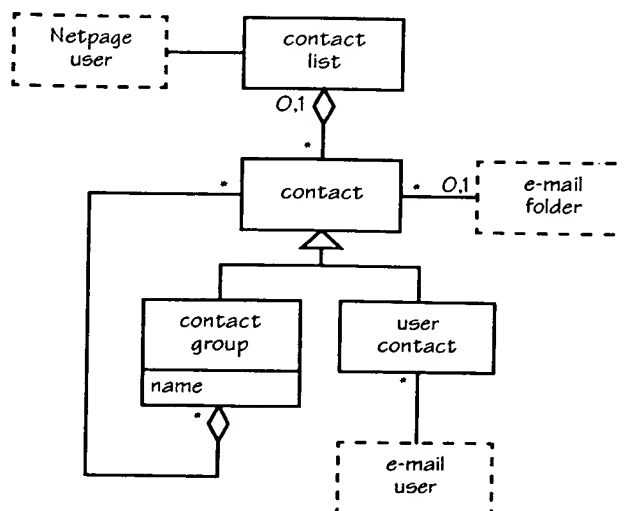 Netpage
user
contact
list
0,1
*
*
contact
*
0,1
e-mail
folder
contact
group
name
*
user
contact
*
e-mail
user